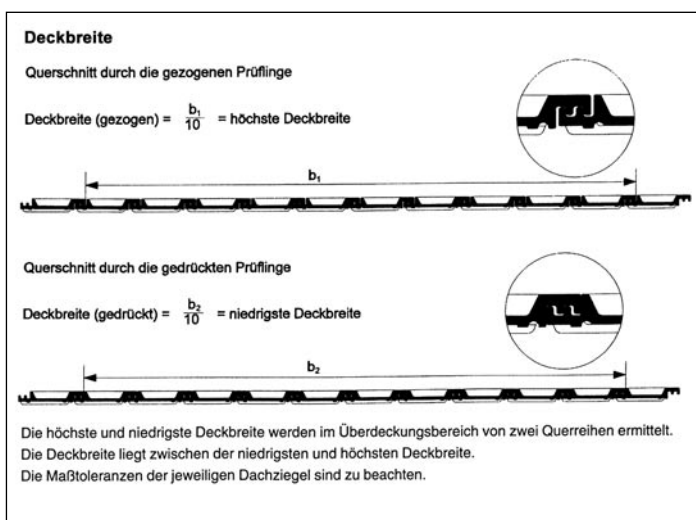 Deckbreite
Querschnitt durch die gezogenen Prüflinge
Deckbreite (gezogen) = b₁/10 = höchste Deckbreite
b₁
Querschnitt durch die gedrückten Prüflinge
Deckbreite (gedrückt) = b₂/10 = niedrigste Deckbreite
b₂
Die höchste und niedrigste Deckbreite werden im Überdeckungsbereich von zwei Querreihen ermittelt.
Die Deckbreite liegt zwischen der niedrigsten und höchsten Deckbreite.
Die Maßtoleranzen der jeweiligen Dachziegel sind zu beachten.